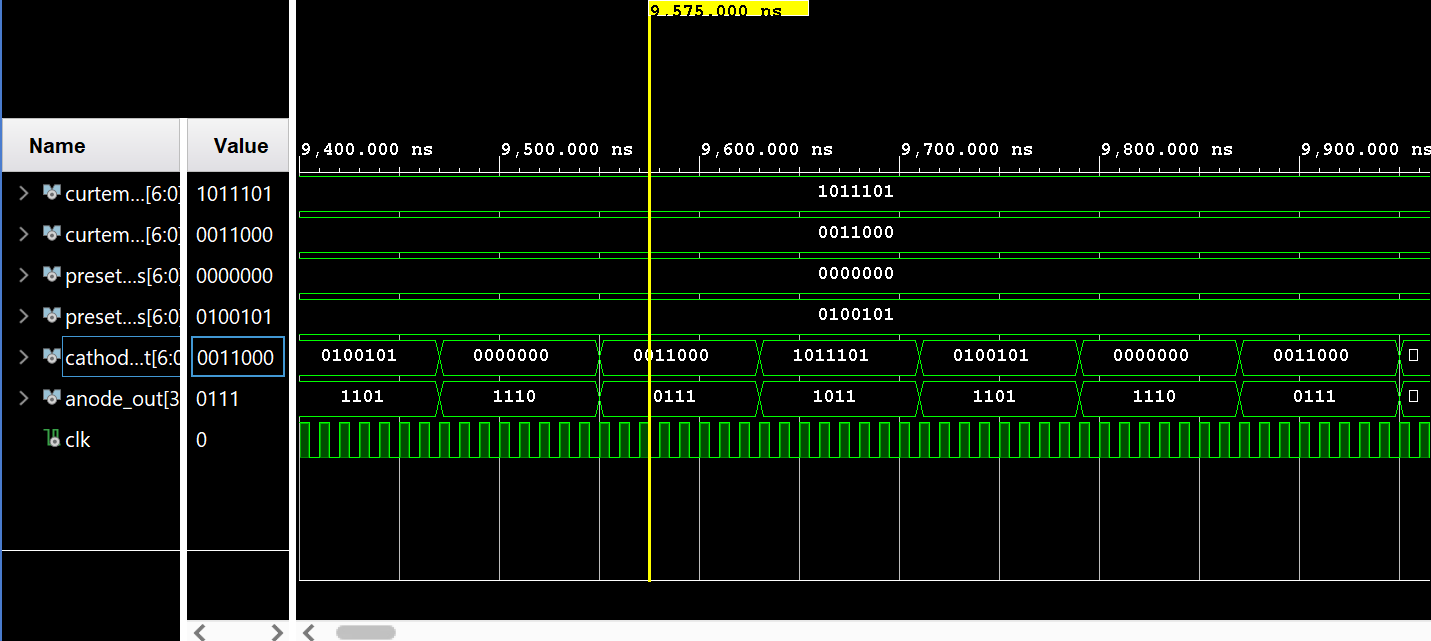 9,575.000 ns
Name Value
9,400.000 ns 9,500.000 ns 9,600.000 ns 9,700.000 ns 9,800.000 ns 9,900.000 ns
curtem...[6:0] 1011101 1011101
curtem...[6:0] 0011000 0011000
preset...s[6:0] 0000000 0000000
preset...s[6:0] 0100101 0100101
cathod...t[6:0 0011000 0100101 0000000 0011000 1011101 0100101 0000000 0011000
anode_out[3 0111 1101 1110 0111 1011 1101 1110 0111
clk 0